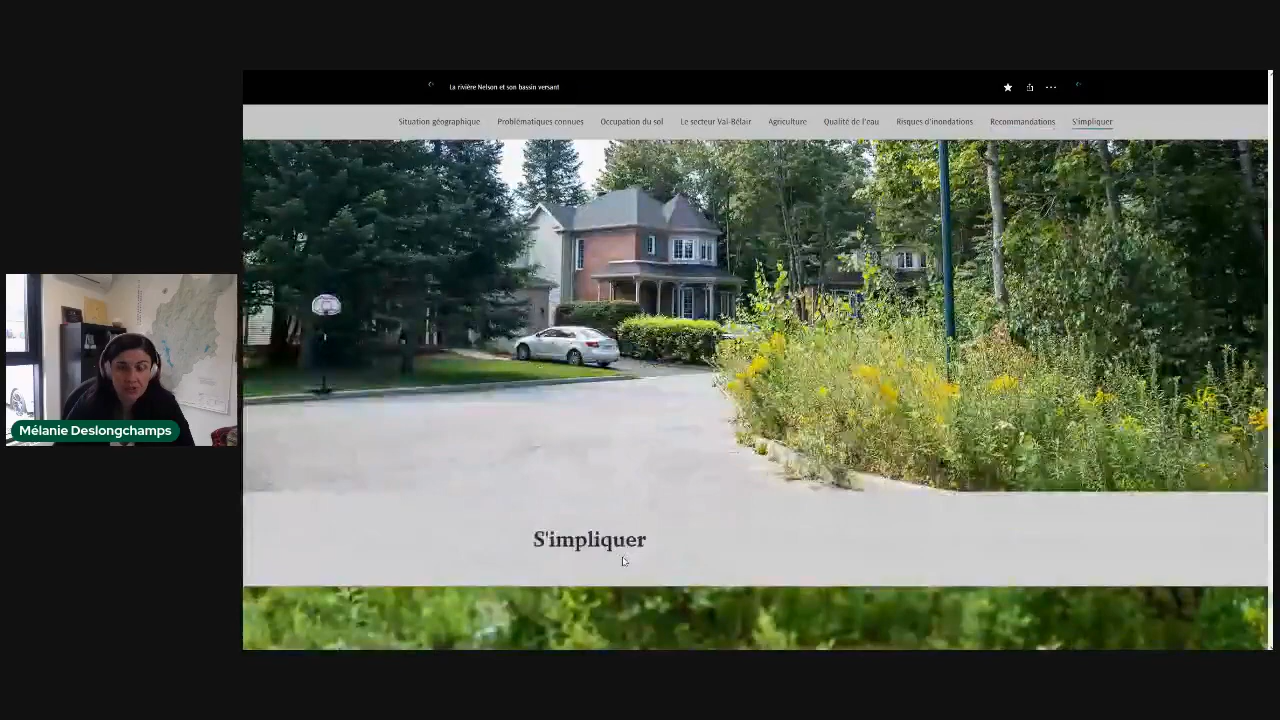 La rivière Nelson et son bassin versant
Situation géographique Problématiques connues Occupation du sol Le secteur Val-Bélair Agriculture Qualité de l'eau Risques d'inondations Recommandations S'impliquer
Mélanie Deslongchamps
S'impliquer